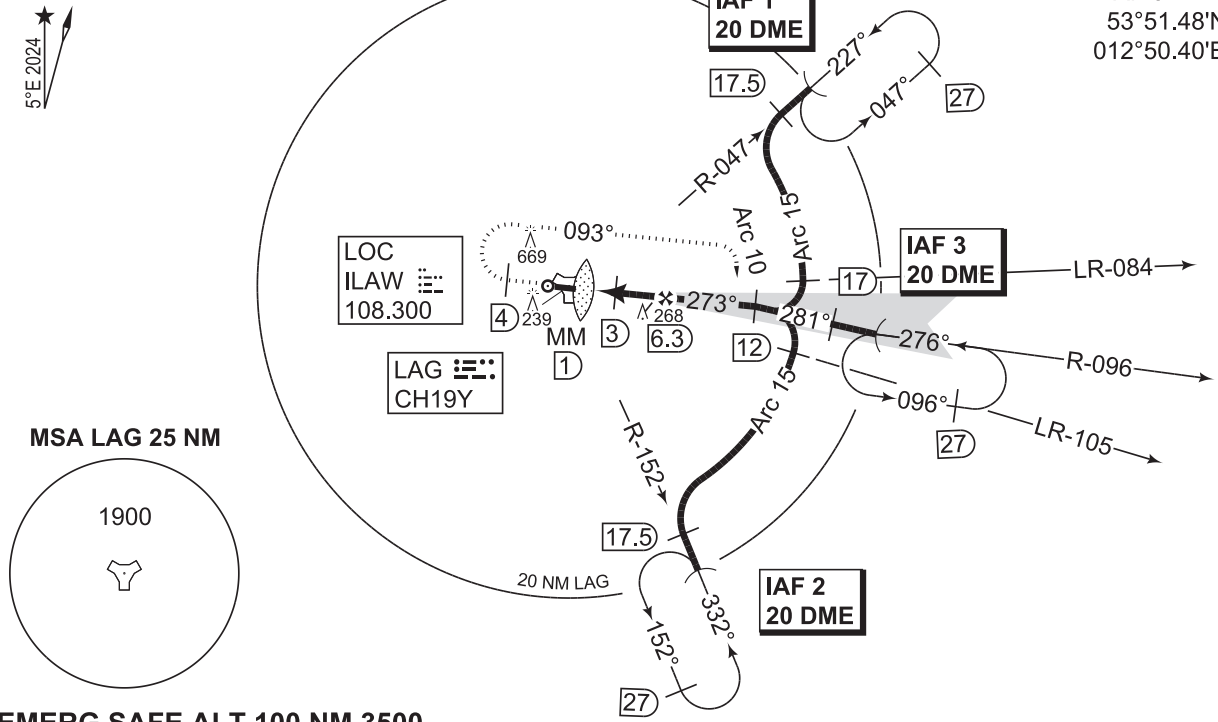 5°E 2024
IAF 1
20 DME
53°51.48'N
012°50.40'E
227°
047°
27
17.5
R-047
Arc 15
Arc 10
093°
669
LOC
ILAW
108.300
4
239
MM
1
3
268
6.3
273°
12
281°
17
IAF 3
20 DME
LR-084
276°
R-096
096°
27
LR-105
LAG
CH19Y
Arc 15
R-152
17.5
MSA LAG 25 NM
1900
20 NM LAG
IAF 2
20 DME
332°
152°
27
EMERG SAFE ALT 100 NM 3500